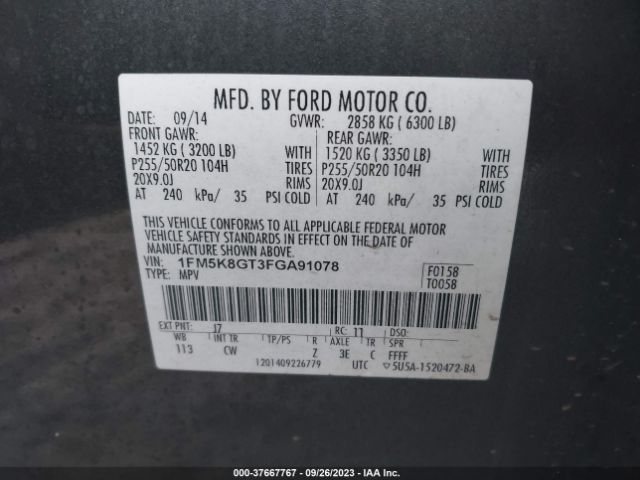 MFD. BY FORD MOTOR CO.
DATE: 09/14 GVWR: 2858 KG ( 6300 LB)
FRONT GAWR: REAR GAWR:
1452 KG ( 3200 LB) WITH 1520 KG ( 3350 LB) WITH
P255/50R20 104H TIRES P255/50R20 104H TIRES
20X9.0J RIMS 20X9.0J RIMS
AT 240 kPa/ 35 PSI COLD AT 240 kPa/ 35 PSI COLD
THIS VEHICLE CONFORMS TO ALL APPLICABLE FEDERAL MOTOR
VEHICLE SAFETY STANDARDS IN EFFECT ON THE DATE OF
MANUFACTURE SHOWN ABOVE.
VIN: 1FM5K8GT3FGA91078 F0158
TYPE: MPV T0058
EXT PNT: J7 RC: 11 DSO:
WB INT TR TP/PS R AXLE TR SPR
113 CW Z 3E C FFFF
1201409226779 UTC ▽5U5A-1520472-BA
000-37667767 - 09/26/2023 - IAA Inc.